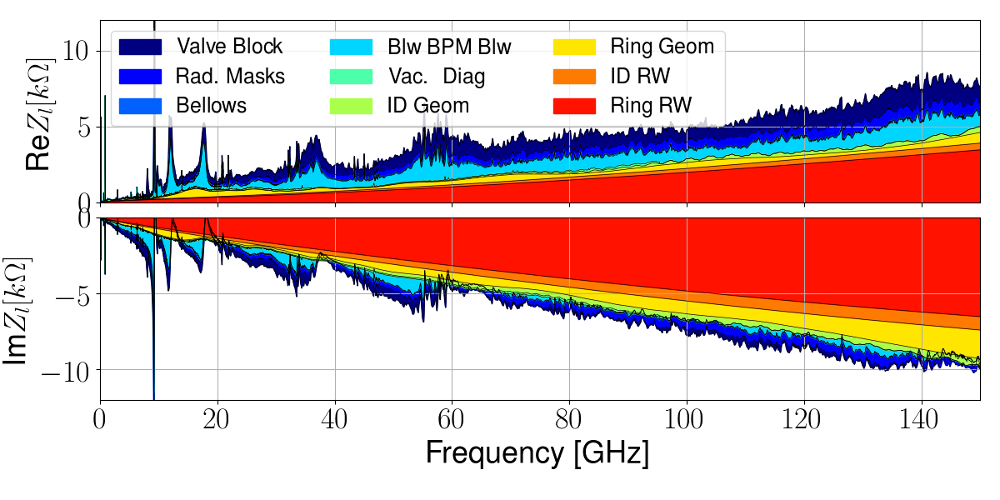 10
5
0
ReZ_l[kΩ]
Valve Block Blw BPM Blw Ring Geom
Rad. Masks Vac. Diag ID RW
Bellows ID Geom Ring RW
0
−5
−10
ImZ_l[kΩ]
0 20 40 60 80 100 120 140
Frequency [GHz]